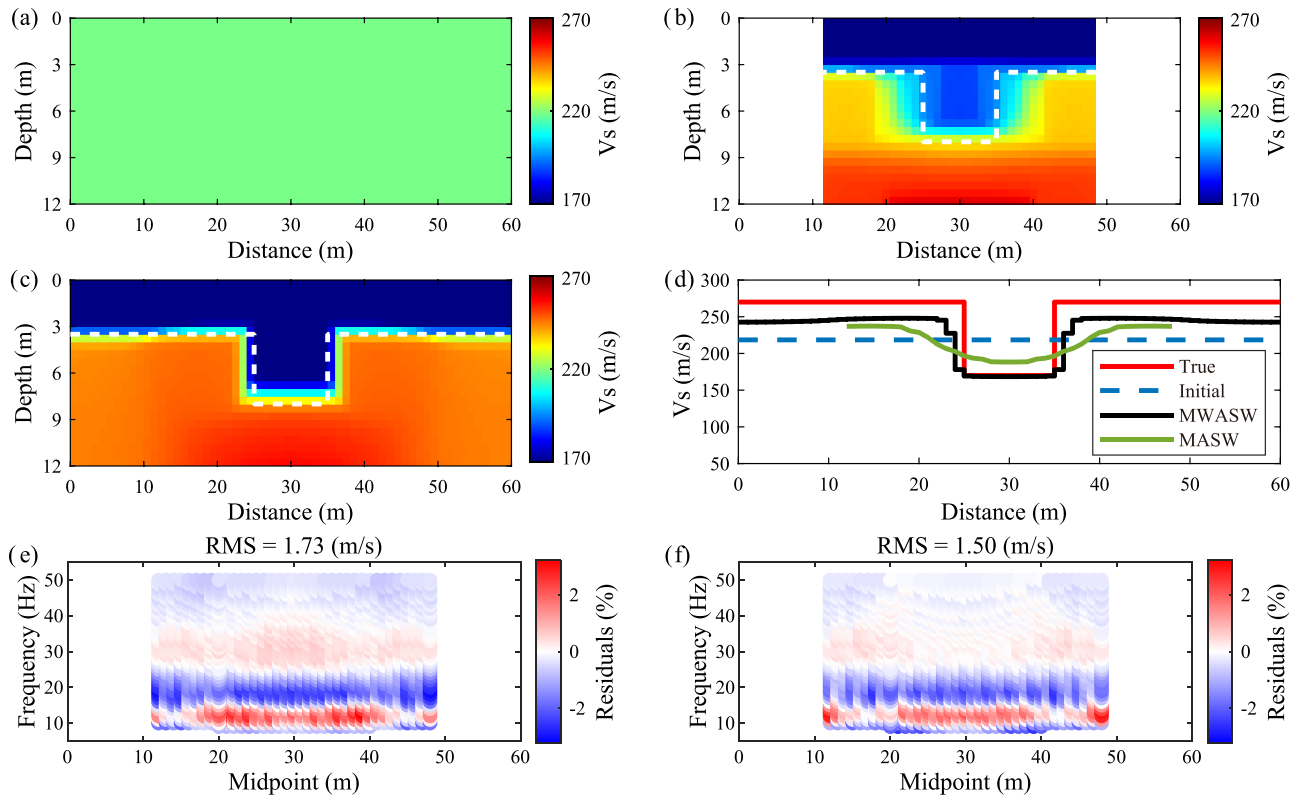 (a)
0
3
6
9
12
Depth (m)
0 10 20 30 40 50 60
Distance (m)
270
220
170
Vs (m/s)
(b)
0
3
6
9
12
Depth (m)
0 10 20 30 40 50 60
Distance (m)
270
220
170
Vs (m/s)
(c)
0
3
6
9
12
Depth (m)
0 10 20 30 40 50 60
Distance (m)
270
220
170
Vs (m/s)
(d)
300
250
200
150
100
50
Vs (m/s)
True
Initial
MWASW
MASW
0 10 20 30 40 50 60
Distance (m)
(e)
RMS = 1.73 (m/s)
50
40
30
20
10
Frequency (Hz)
0 10 20 30 40 50 60
Midpoint (m)
2
0
-2
Residuals (%)
(f)
RMS = 1.50 (m/s)
50
40
30
20
10
Frequency (Hz)
0 10 20 30 40 50 60
Midpoint (m)
2
0
-2
Residuals (%)